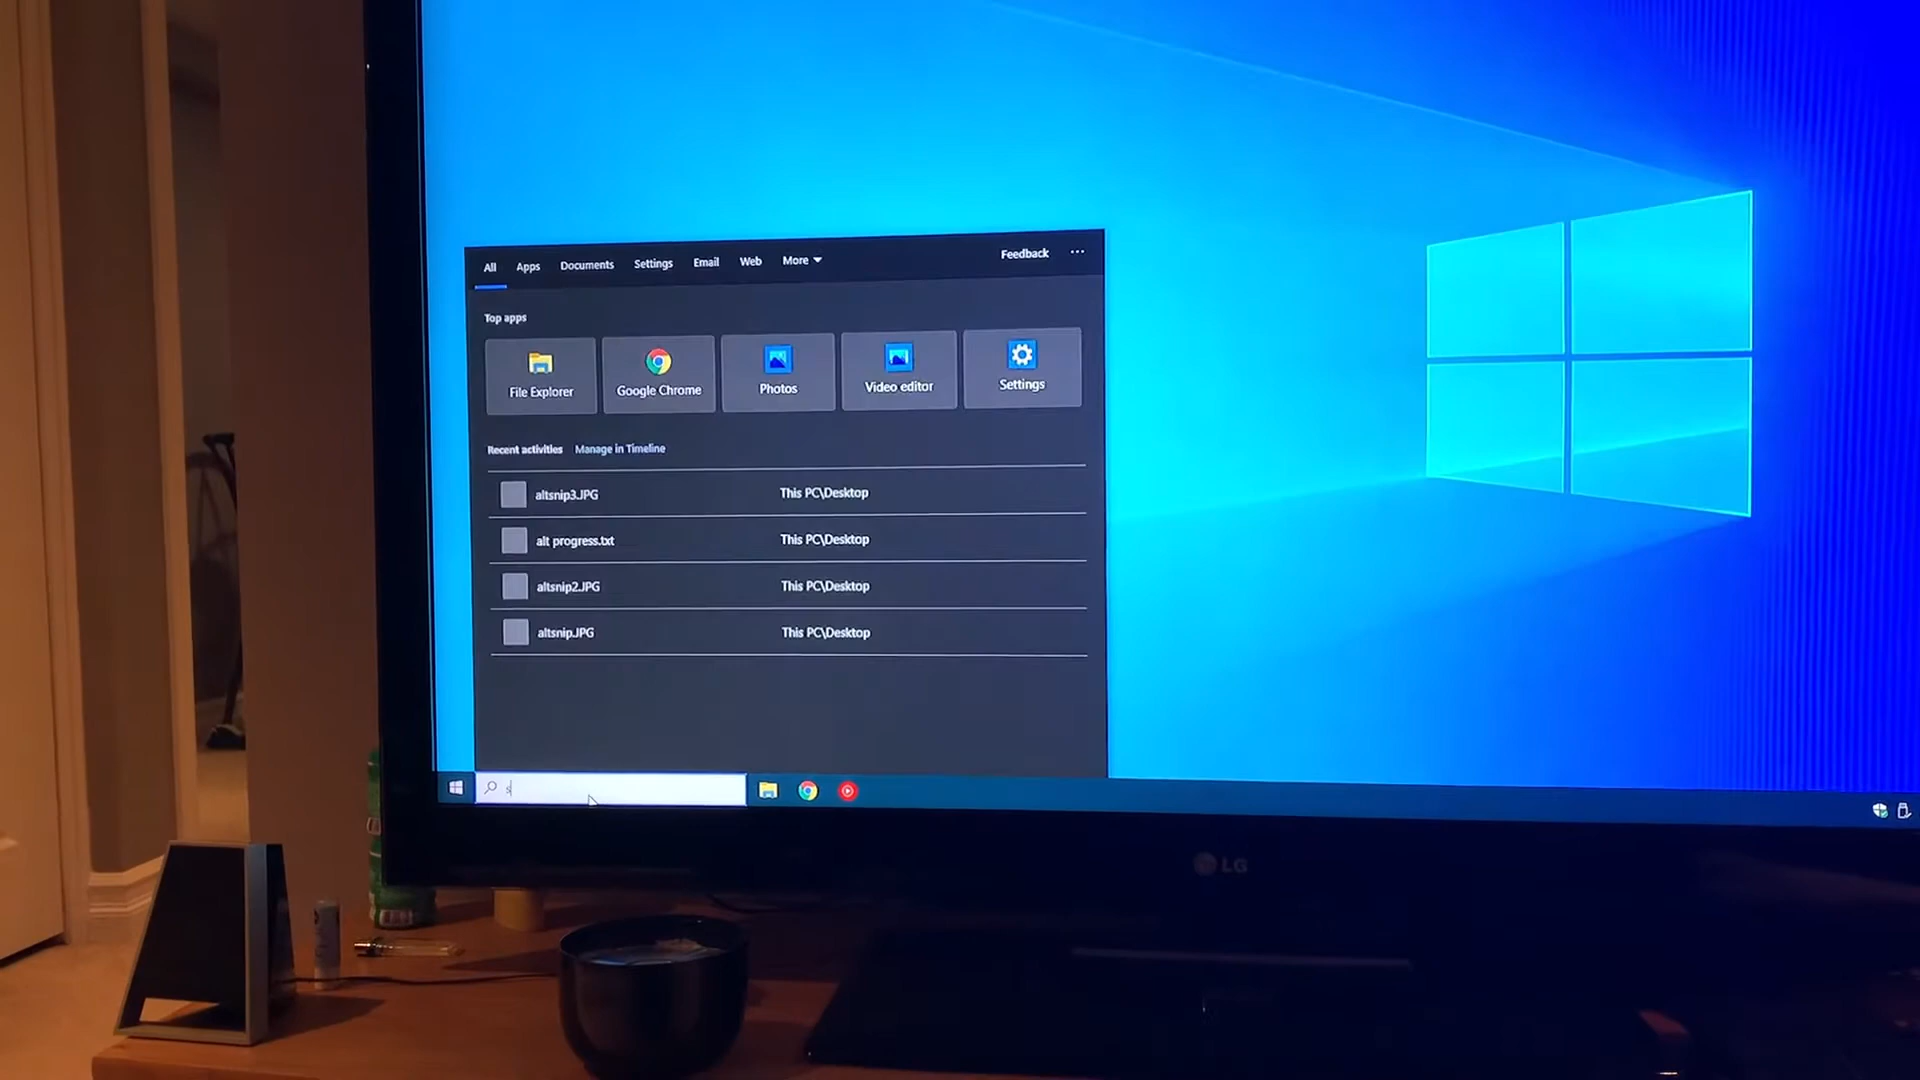 All Apps Documents Settings Email Web More Feedback ...
Top apps
File Explorer Google Chrome Photos Video editor Settings
Recent activities Manage in Timeline
altsnip3.JPG This PC\Desktop
alt progress.txt This PC\Desktop
altsnip2.JPG This PC\Desktop
altsnip.JPG This PC\Desktop
s
LG